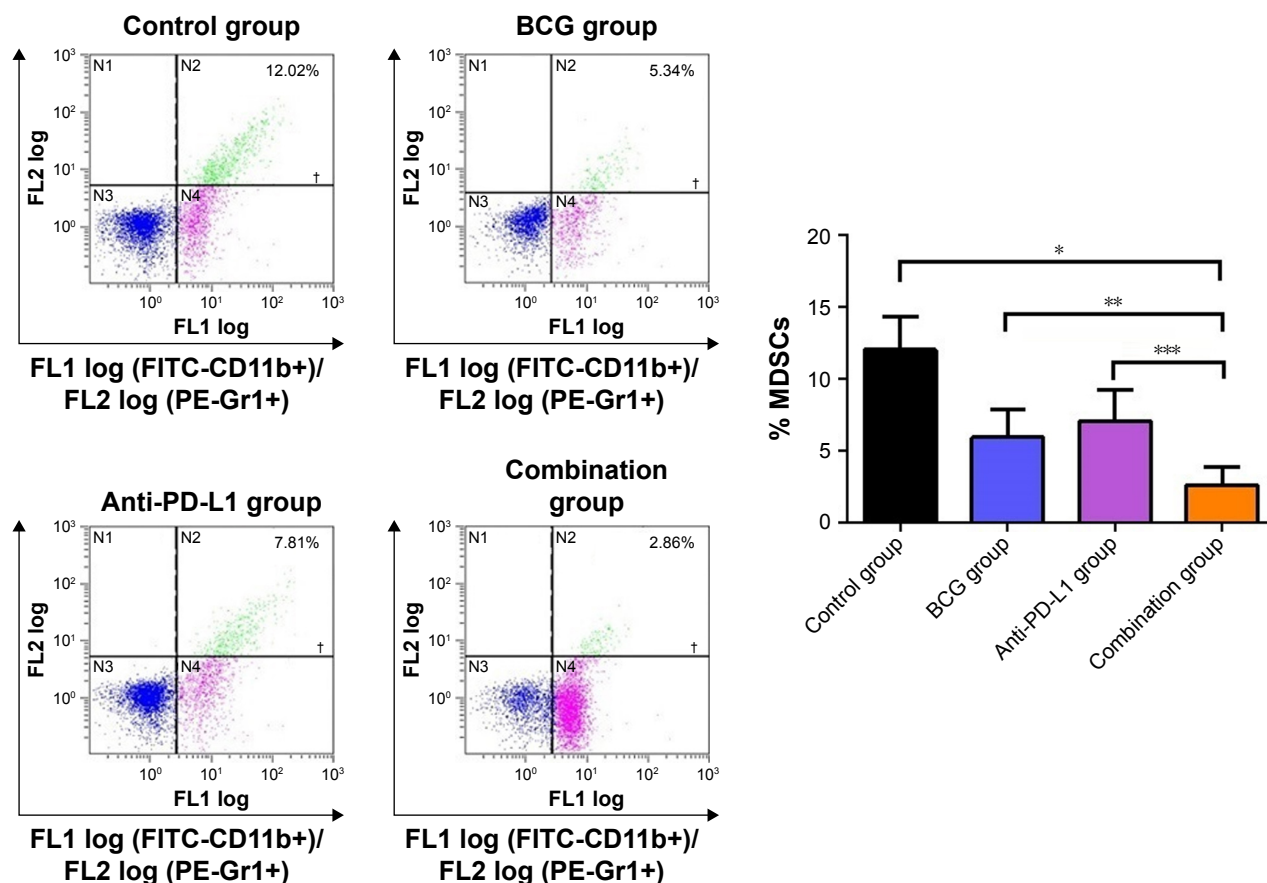 Control group
10³
N1
N2
12.02%
10²
FL2 log
10¹
†
N3
N4
10⁰
10⁰
10¹
10²
10³
FL1 log
FL1 log (FITC-CD11b+)/
FL2 log (PE-Gr1+)
BCG group
10³
N1
N2
5.34%
10²
FL2 log
10¹
†
N3
N4
10⁰
10⁰
10¹
10²
10³
FL1 log
FL1 log (FITC-CD11b+)/
FL2 log (PE-Gr1+)
Anti-PD-L1 group
10³
N1
N2
7.81%
10²
FL2 log
10¹
†
N3
N4
10⁰
10⁰
10¹
10²
10³
FL1 log
FL1 log (FITC-CD11b+)/
FL2 log (PE-Gr1+)
Combination
group
10³
N1
N2
2.86%
10²
FL2 log
10¹
†
N3
N4
10⁰
10⁰
10¹
10²
10³
FL1 log
FL1 log (FITC-CD11b+)/
FL2 log (PE-Gr1+)
20
15
10
5
0
% MDSCs
*
**
***
Control group
BCG group
Anti-PD-L1 group
Combination group